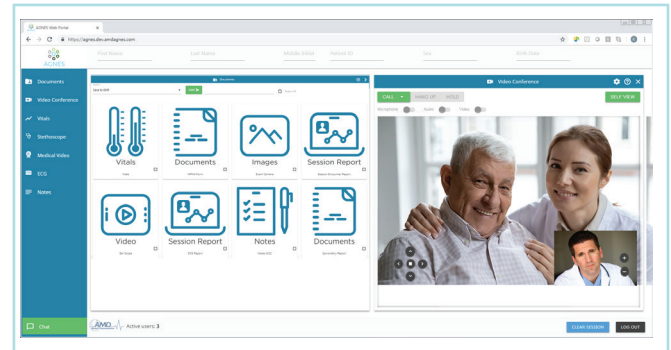 AGNES Web Portal
https://agnes.dev.amdagnes.com
First Name
Last Name
Middle Initial
Patient ID
Sex
Birth Date
AGNES
Documents
Video Conference
Vitals
Stethoscope
Medical Video
ECG
Notes
Chat
Documents
Vitals
Documents
Images
Session Report
Video
Session Report
Notes
Documents
Video Conference
CALL
HANG UP
HOLD
SELF VIEW
Microphone
Audio
Video
AMD
Active users: 3
CLEAR SESSION
LOG OUT